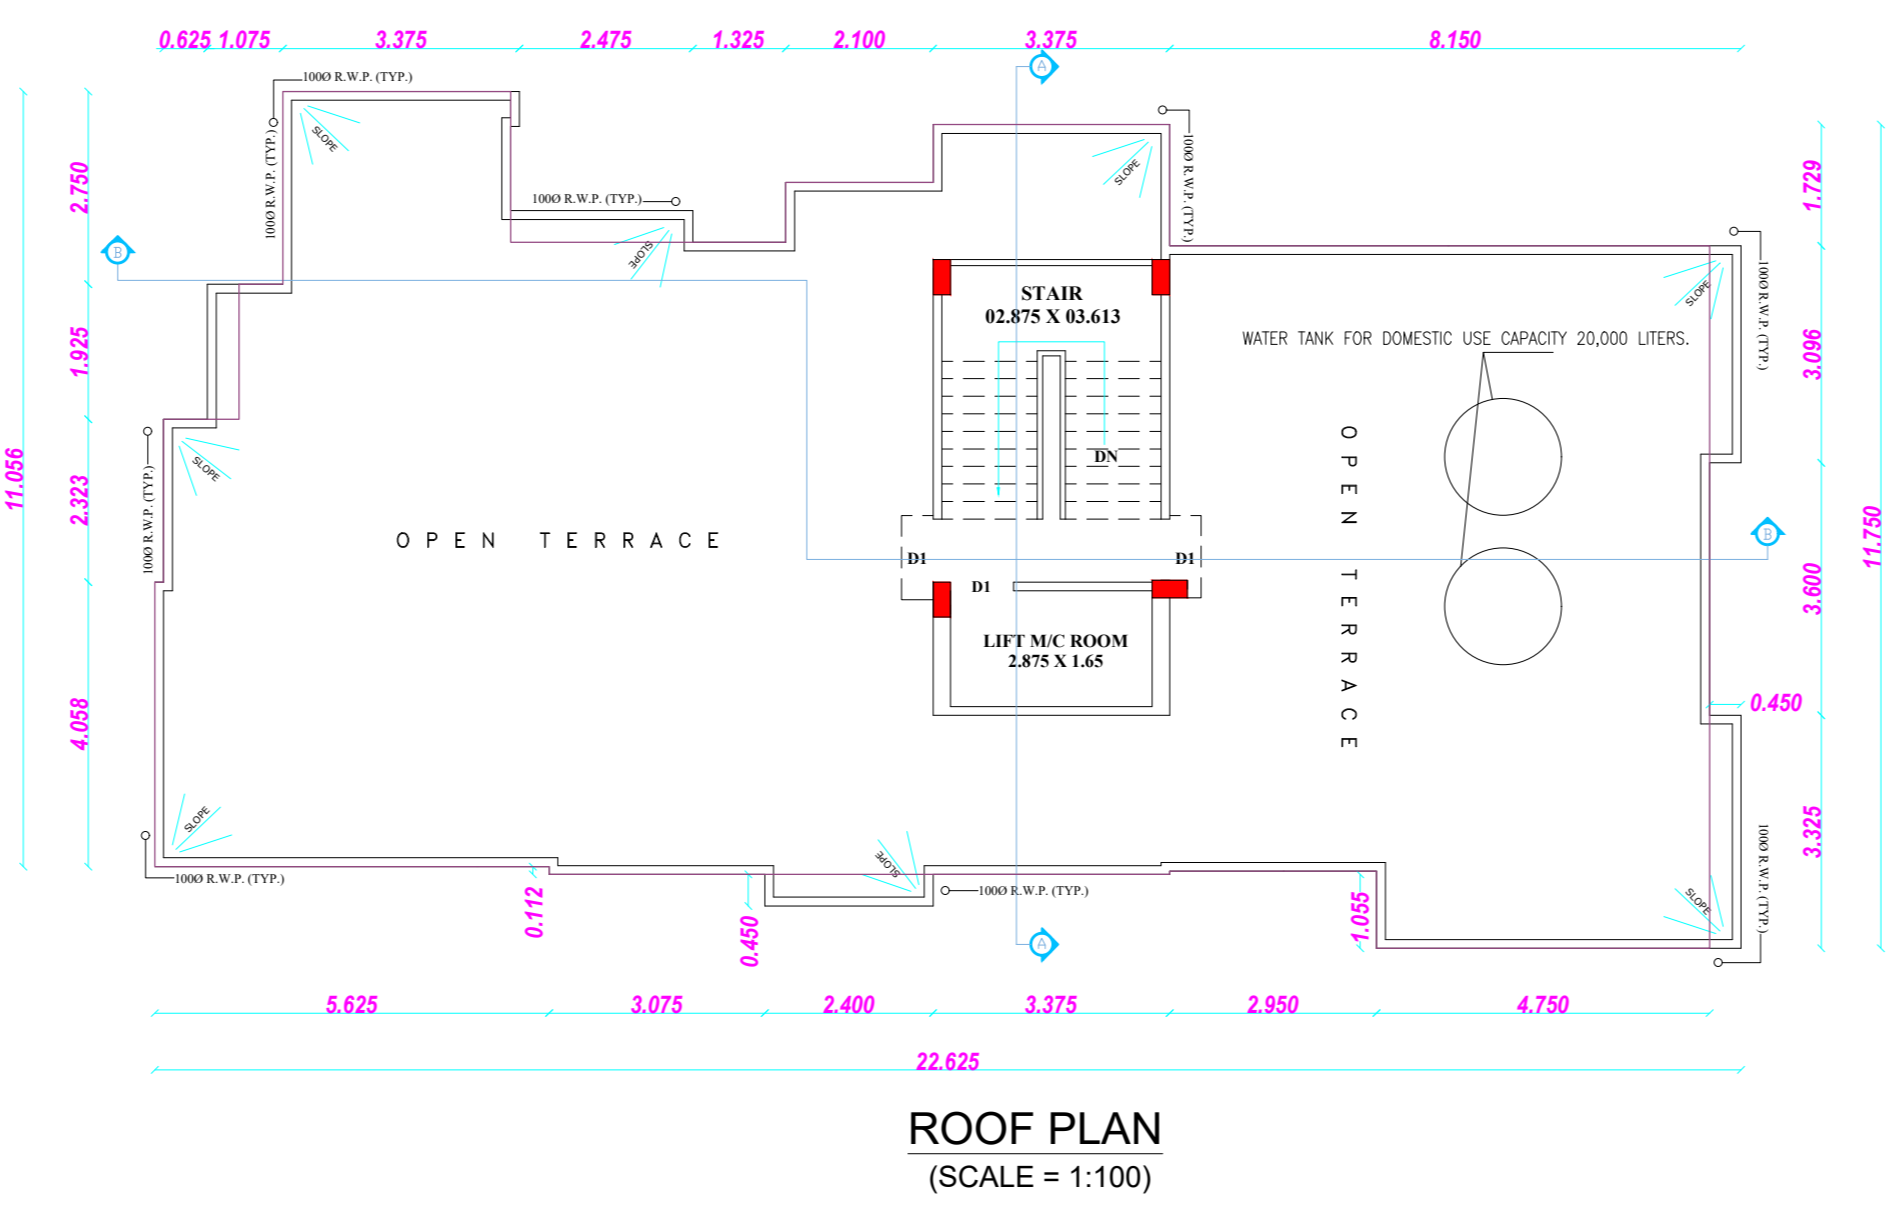 0.625 1.075 3.375 2.475 1.325 2.100 3.375 8.150
A
100Ø R.W.P. (TYP.)
100Ø R.W.P. (TYP.)
SLOPE
100Ø R.W.P. (TYP.)
SLOPE
SLOPE
100Ø R.W.P. (TYP.)
SLOPE
100Ø R.W.P. (TYP.)
B
11.056
2.750
1.925
2.323
4.058
1.729
3.096
3.600
3.325
11.750
0.450
STAIR
02.875 X 03.613
DN
WATER TANK FOR DOMESTIC USE CAPACITY 20,000 LITERS.
100Ø R.W.P. (TYP.)
SLOPE
OPEN TERRACE
OPEN TERRACE
B
D1
D1
D1
LIFT M/C ROOM
2.875 X 1.65
SLOPE
100Ø R.W.P. (TYP.)
SLOPE
100Ø R.W.P. (TYP.)
SLOPE
100Ø R.W.P. (TYP.)
0.112
0.450
1.055
A
5.625 3.075 2.400 3.375 2.950 4.750
22.625
ROOF PLAN
(SCALE = 1:100)